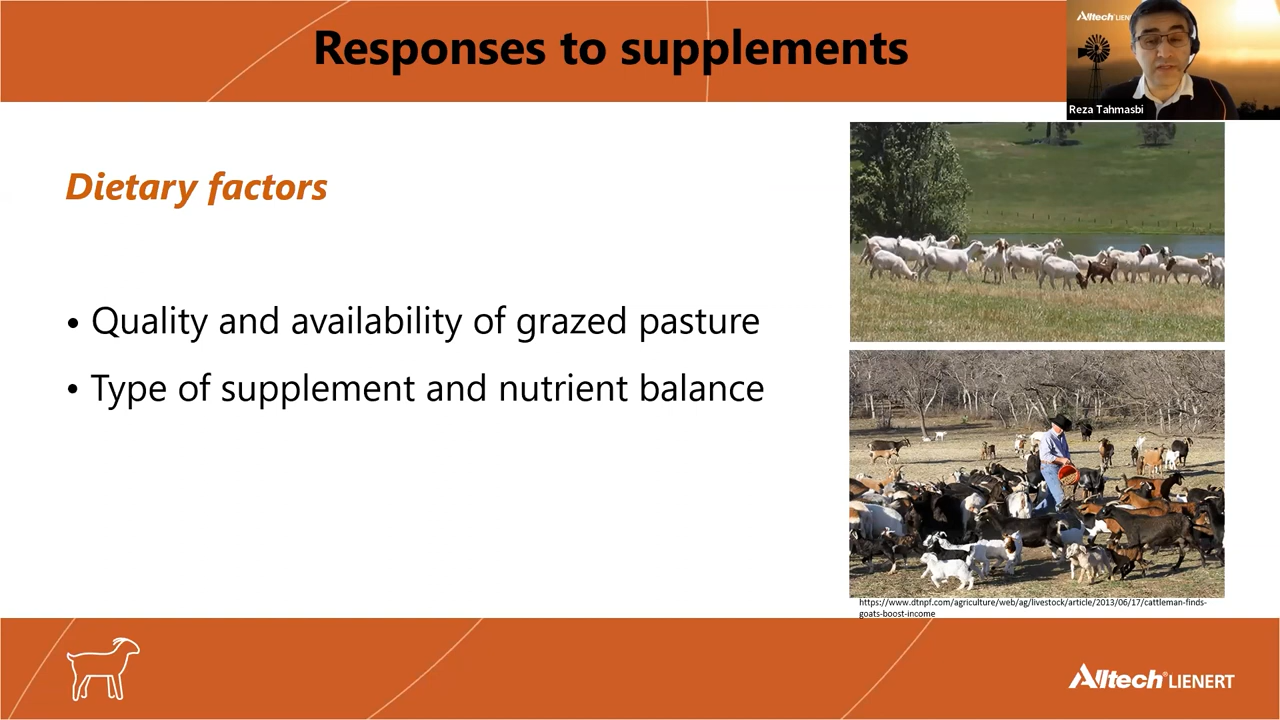 Responses to supplements
Alltech LIEN
Reza Tahmasbi
Dietary factors
• Quality and availability of grazed pasture
• Type of supplement and nutrient balance
https://www.dtnpf.com/agriculture/web/ag/livestock/article/2013/06/17/cattleman-finds-
goats-boost-income
Alltech® LIENERT